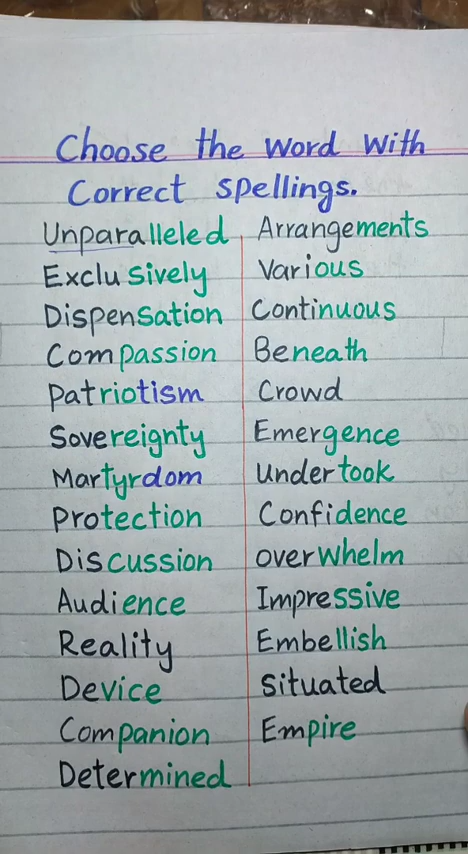 Choose the word with
Correct spellings.
Unparalleled
Exclusively
Dispensation
Compassion
Patriotism
Sovereignty
Martyrdom
Protection
Discussion
Audience
Reality
Device
Companion
Determined
Arrangements
Various
Continuous
Beneath
Crowd
Emergence
Undertook
Confidence
overwhelm
Impressive
Embellish
Situated
Empire